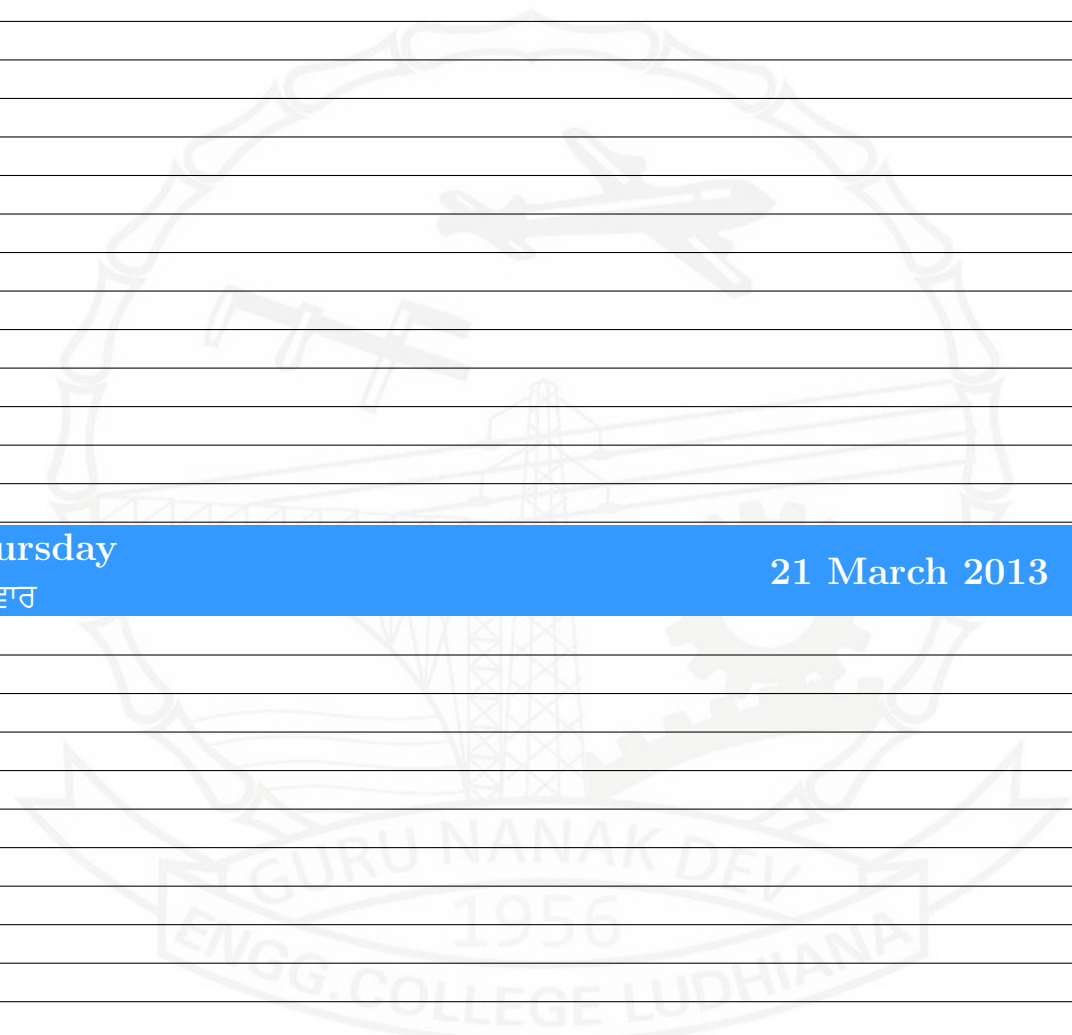 ursday
ਵਾਰ
21 March 2013
GURU NANAK DEV
1956
ENGG. COLLEGE LUDHIANA